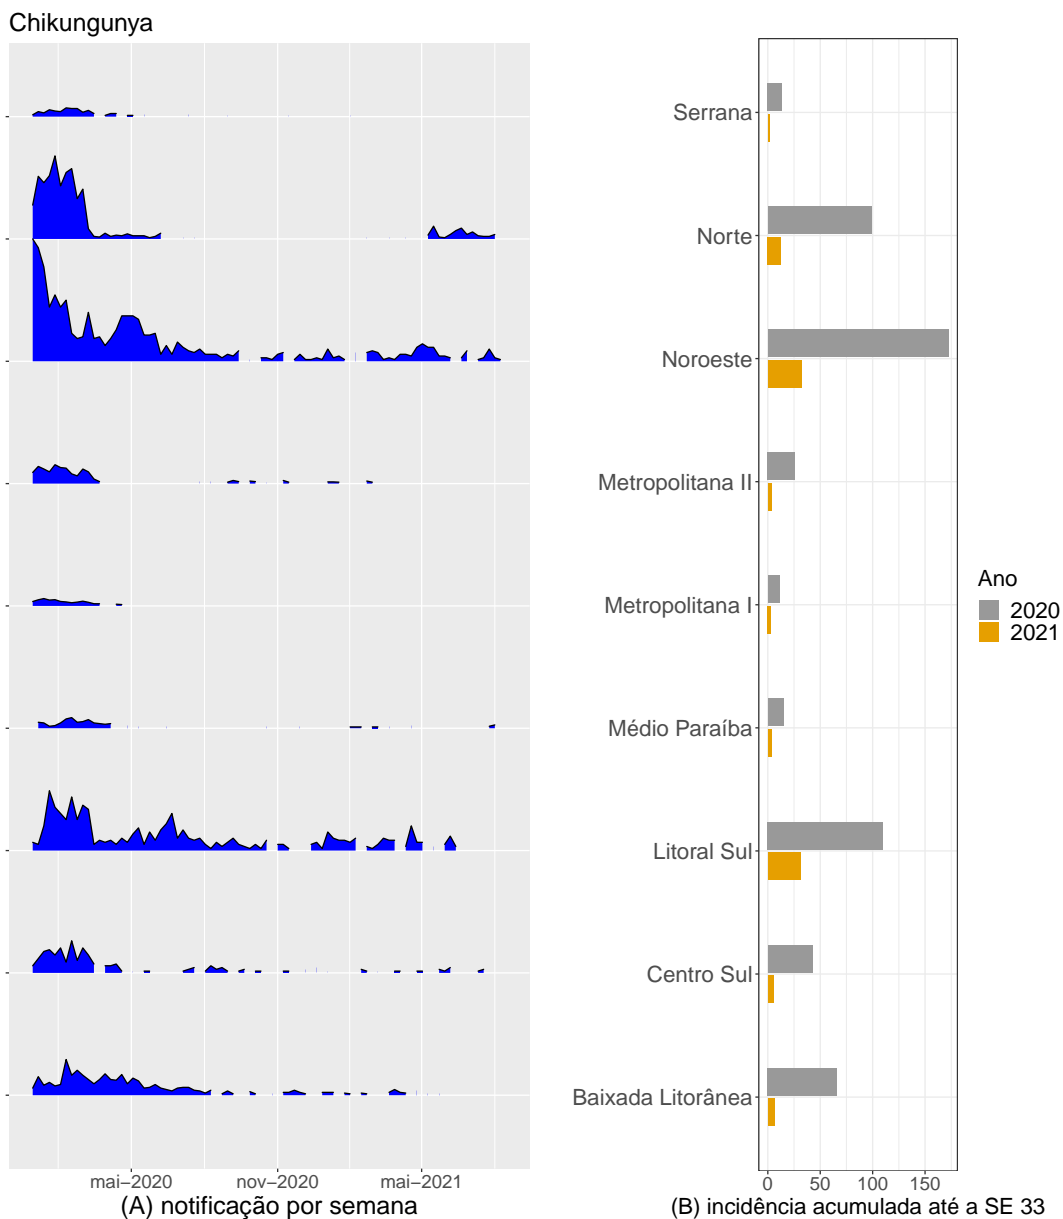 Chikungunya
Serrana
Norte
Noroeste
Metropolitana II
Metropolitana I
Médio Paraíba
Litoral Sul
Centro Sul
Baixada Litorânea
mai–2020
nov–2020
mai–2021
(A) notificação por semana
0
50
100
150
(B) incidência acumulada até a SE 33
Ano
2020
2021